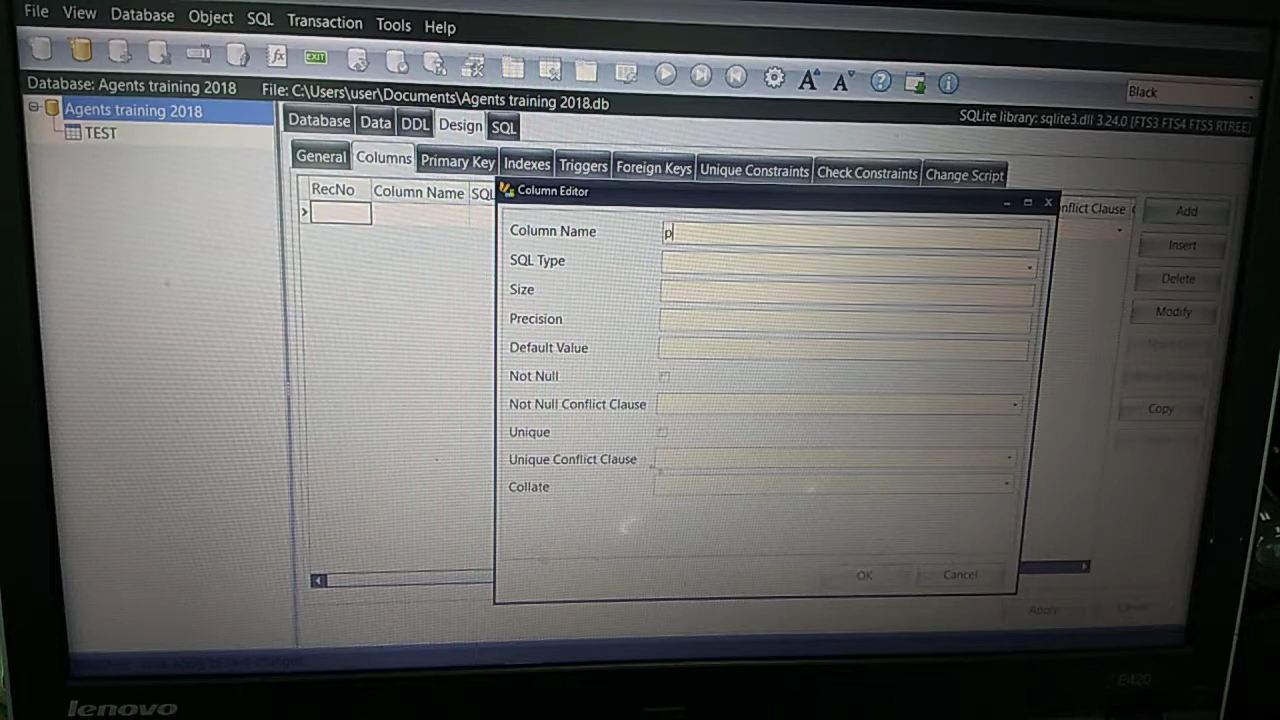 File View Database Object SQL Transaction Tools Help
EXIT
Database: Agents training 2018 File: C:\Users\user\Documents\Agents training 2018.db
Black
SQLite library: sqlite3.dll 3.24.0 [FTS3 FTS4 FTS5 RTREE]
Agents training 2018
TEST
Database Data DDL Design SQL
General Columns Primary Key Indexes Triggers Foreign Keys Unique Constraints Check Constraints Change Script
RecNo Column Name SQL
Column Editor
Clause
Column Name p
SQL Type
Size
Precision
Default Value
Not Null
Not Null Conflict Clause
Unique
Unique Conflict Clause
Collate
OK Cancel
Add
Insert
Delete
Modify
Copy
Apply Cancel
lenovo
E420